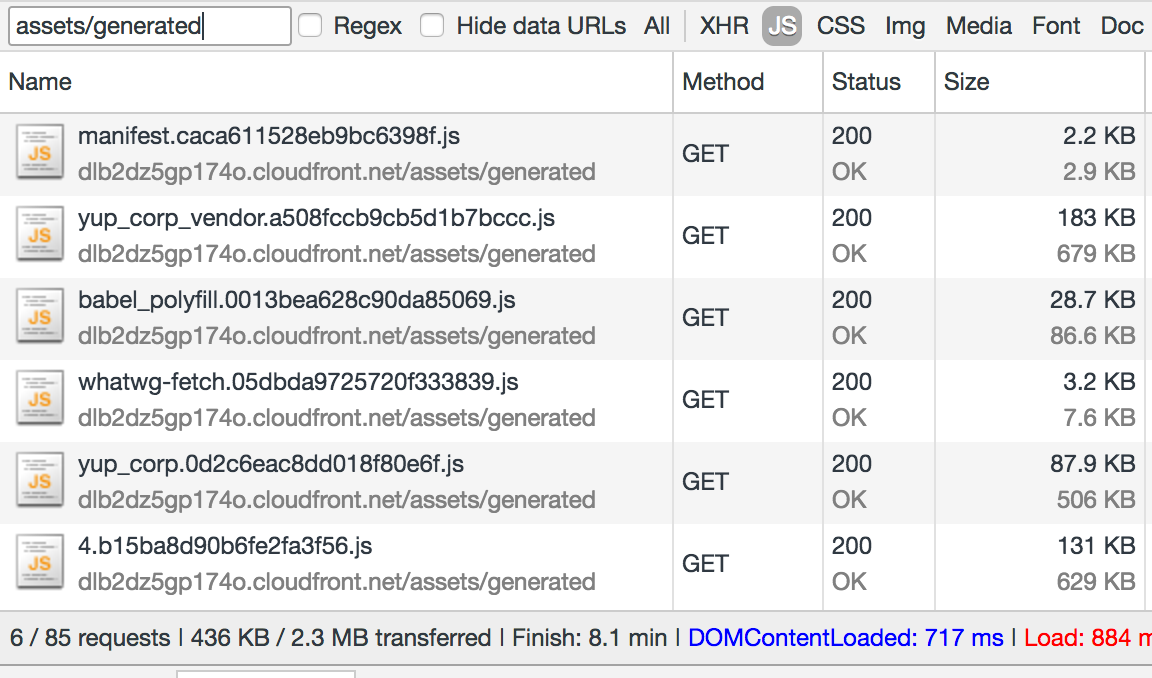 assets/generated Regex Hide data URLs All XHR JS CSS Img Media Font Doc
Name Method Status Size
JS manifest.caca611528eb9bc6398f.js GET 200 2.2 KB
dlb2dz5gp174o.cloudfront.net/assets/generated OK 2.9 KB
JS yup_corp_vendor.a508fccb9cb5d1b7bccc.js GET 200 183 KB
dlb2dz5gp174o.cloudfront.net/assets/generated OK 679 KB
JS babel_polyfill.0013bea628c90da85069.js GET 200 28.7 KB
dlb2dz5gp174o.cloudfront.net/assets/generated OK 86.6 KB
JS whatwg-fetch.05dbda9725720f333839.js GET 200 3.2 KB
dlb2dz5gp174o.cloudfront.net/assets/generated OK 7.6 KB
JS yup_corp.0d2c6eac8dd018f80e6f.js GET 200 87.9 KB
dlb2dz5gp174o.cloudfront.net/assets/generated OK 506 KB
JS 4.b15ba8d90b6fe2fa3f56.js GET 200 131 KB
dlb2dz5gp174o.cloudfront.net/assets/generated OK 629 KB
6 / 85 requests | 436 KB / 2.3 MB transferred | Finish: 8.1 min | DOMContentLoaded: 717 ms | Load: 884 m